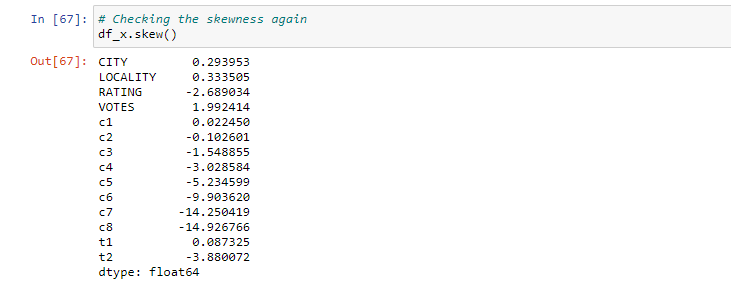 In [67]: # Checking the skewness again
df_x.skew()
Out[67]: CITY 0.293953
LOCALITY 0.333505
RATING -2.689034
VOTES 1.992414
c1 0.022450
c2 -0.102601
c3 -1.548855
c4 -3.028584
c5 -5.234599
c6 -9.903620
c7 -14.250419
c8 -14.926766
t1 0.087325
t2 -3.880072
dtype: float64